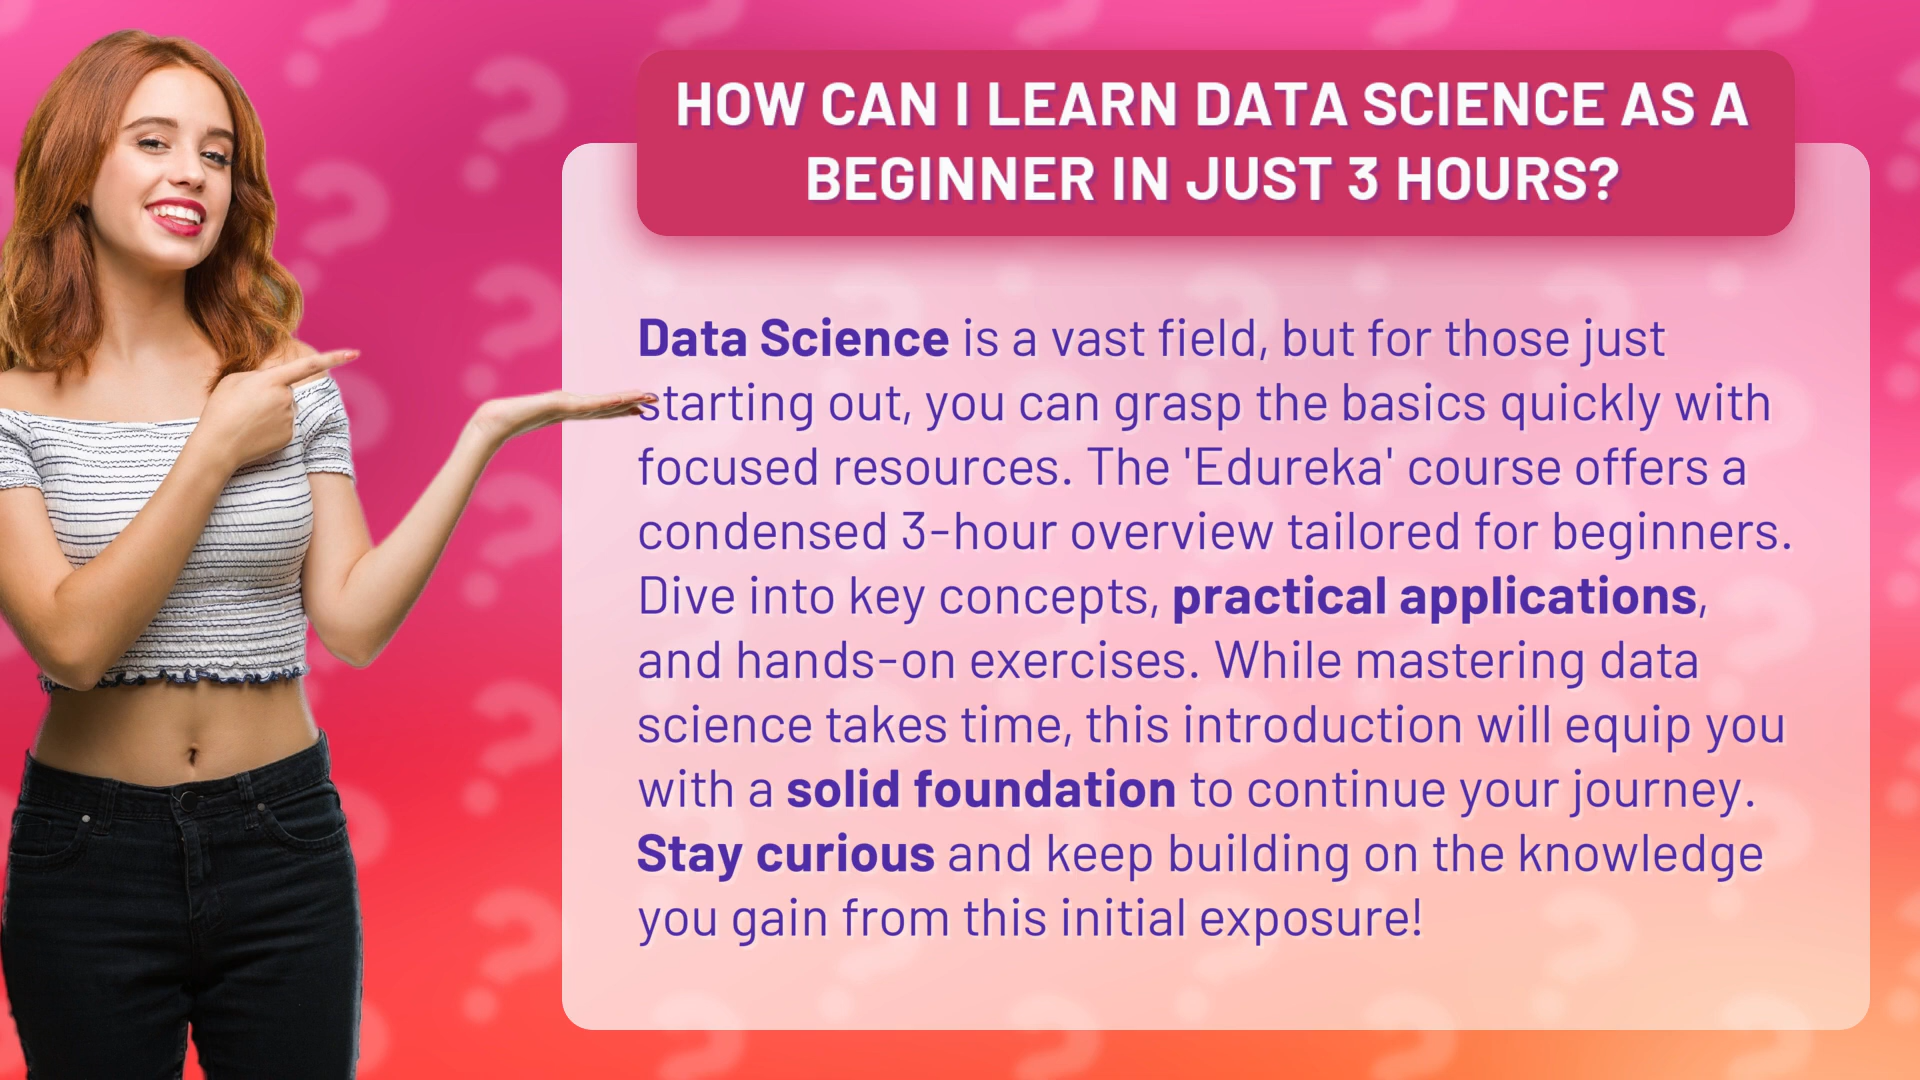 HOW CAN I LEARN DATA SCIENCE AS A
BEGINNER IN JUST 3 HOURS?
Data Science is a vast field, but for those just
starting out, you can grasp the basics quickly with
focused resources. The 'Edureka' course offers a
condensed 3-hour overview tailored for beginners.
Dive into key concepts, practical applications,
and hands-on exercises. While mastering data
science takes time, this introduction will equip you
with a solid foundation to continue your journey.
Stay curious and keep building on the knowledge
you gain from this initial exposure!